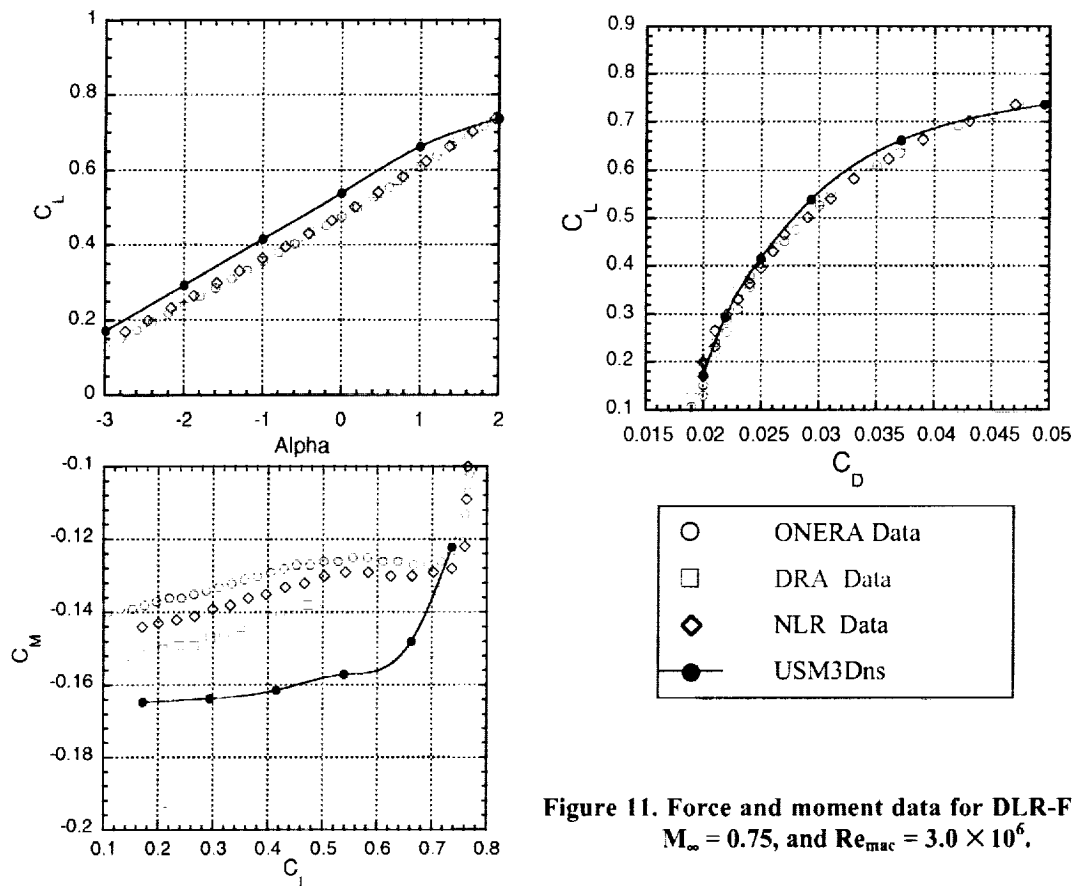 1
0.8
0.6
C_L
0.4
0.2
0
-3 -2 -1 0 1 2
Alpha
0.9
0.8
0.7
0.6
C_L
0.5
0.4
0.3
0.2
0.1
0.015 0.02 0.025 0.03 0.035 0.04 0.045 0.05
C_D
-0.1
-0.12
-0.14
C_M
-0.16
-0.18
-0.2
0.1 0.2 0.3 0.4 0.5 0.6 0.7 0.8
ONERA Data
DRA Data
NLR Data
USM3Dns
Figure 11. Force and moment data for DLR-F
M∞ = 0.75, and Re_mac = 3.0 × 10⁶.